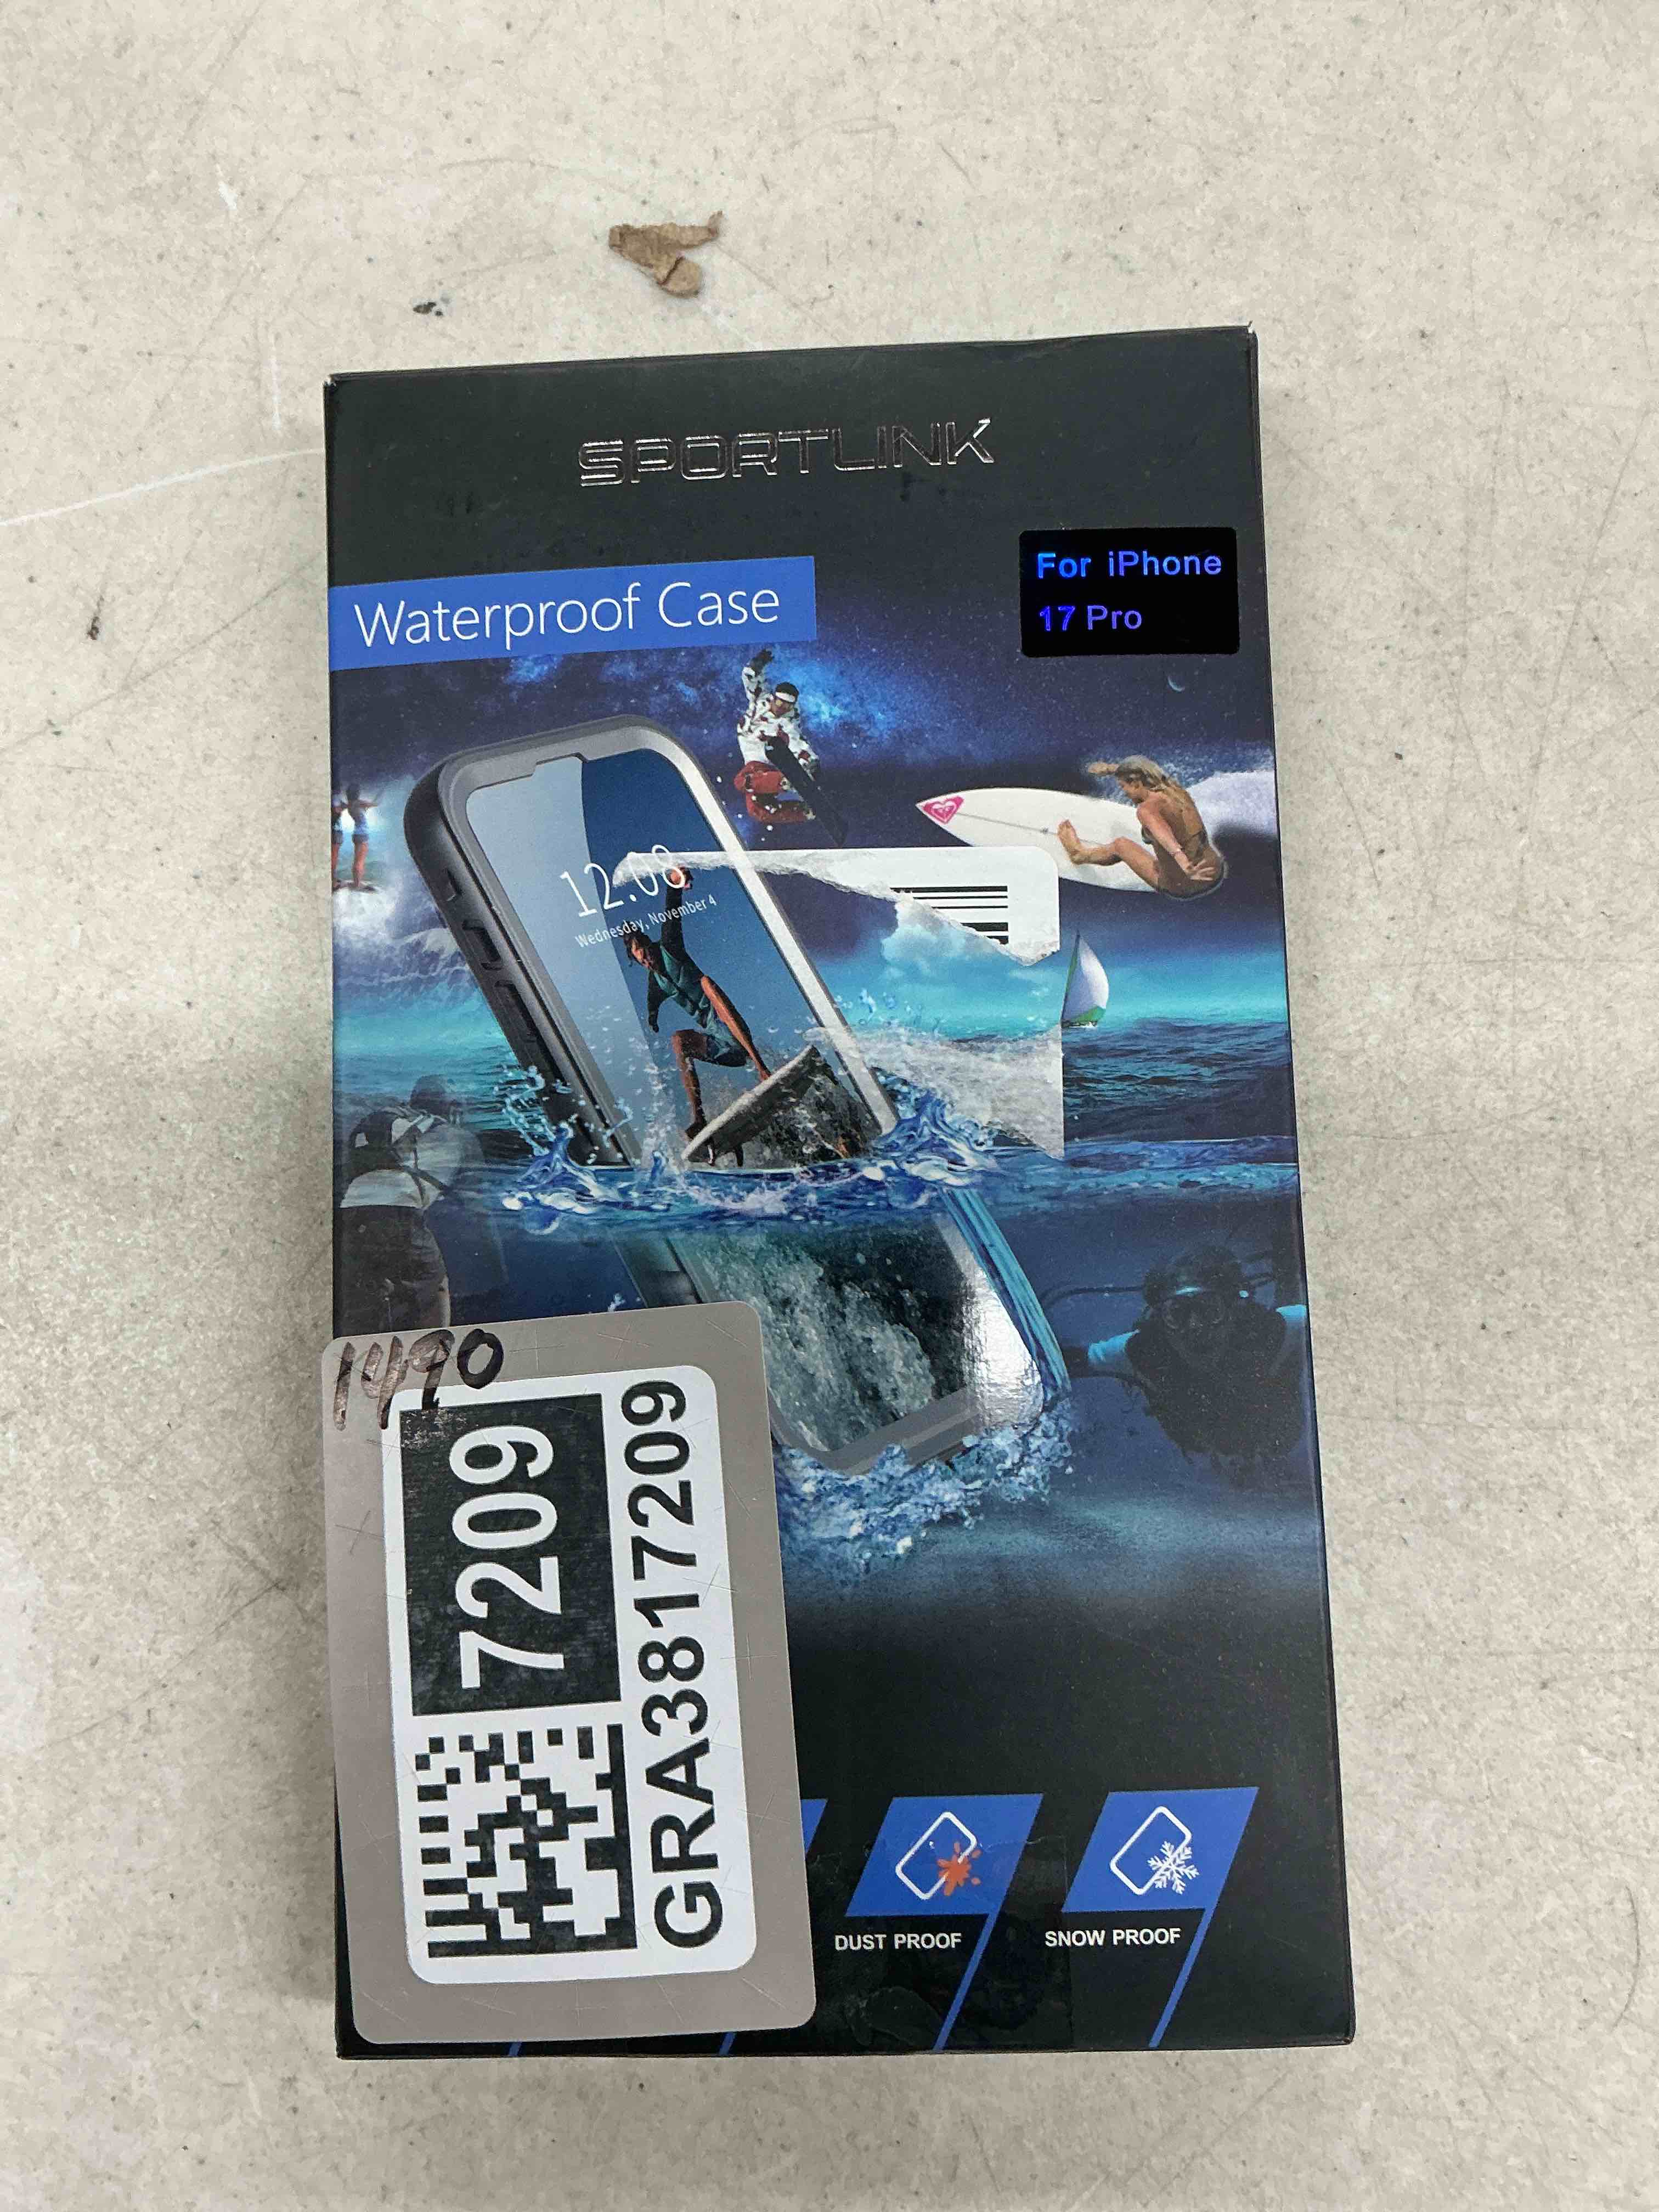 SPORTLINK
For iPhone
17 Pro
Waterproof Case
12.08
Wednesday, November 4
1490
7209
GRA3817209
DUST PROOF
SNOW PROOF